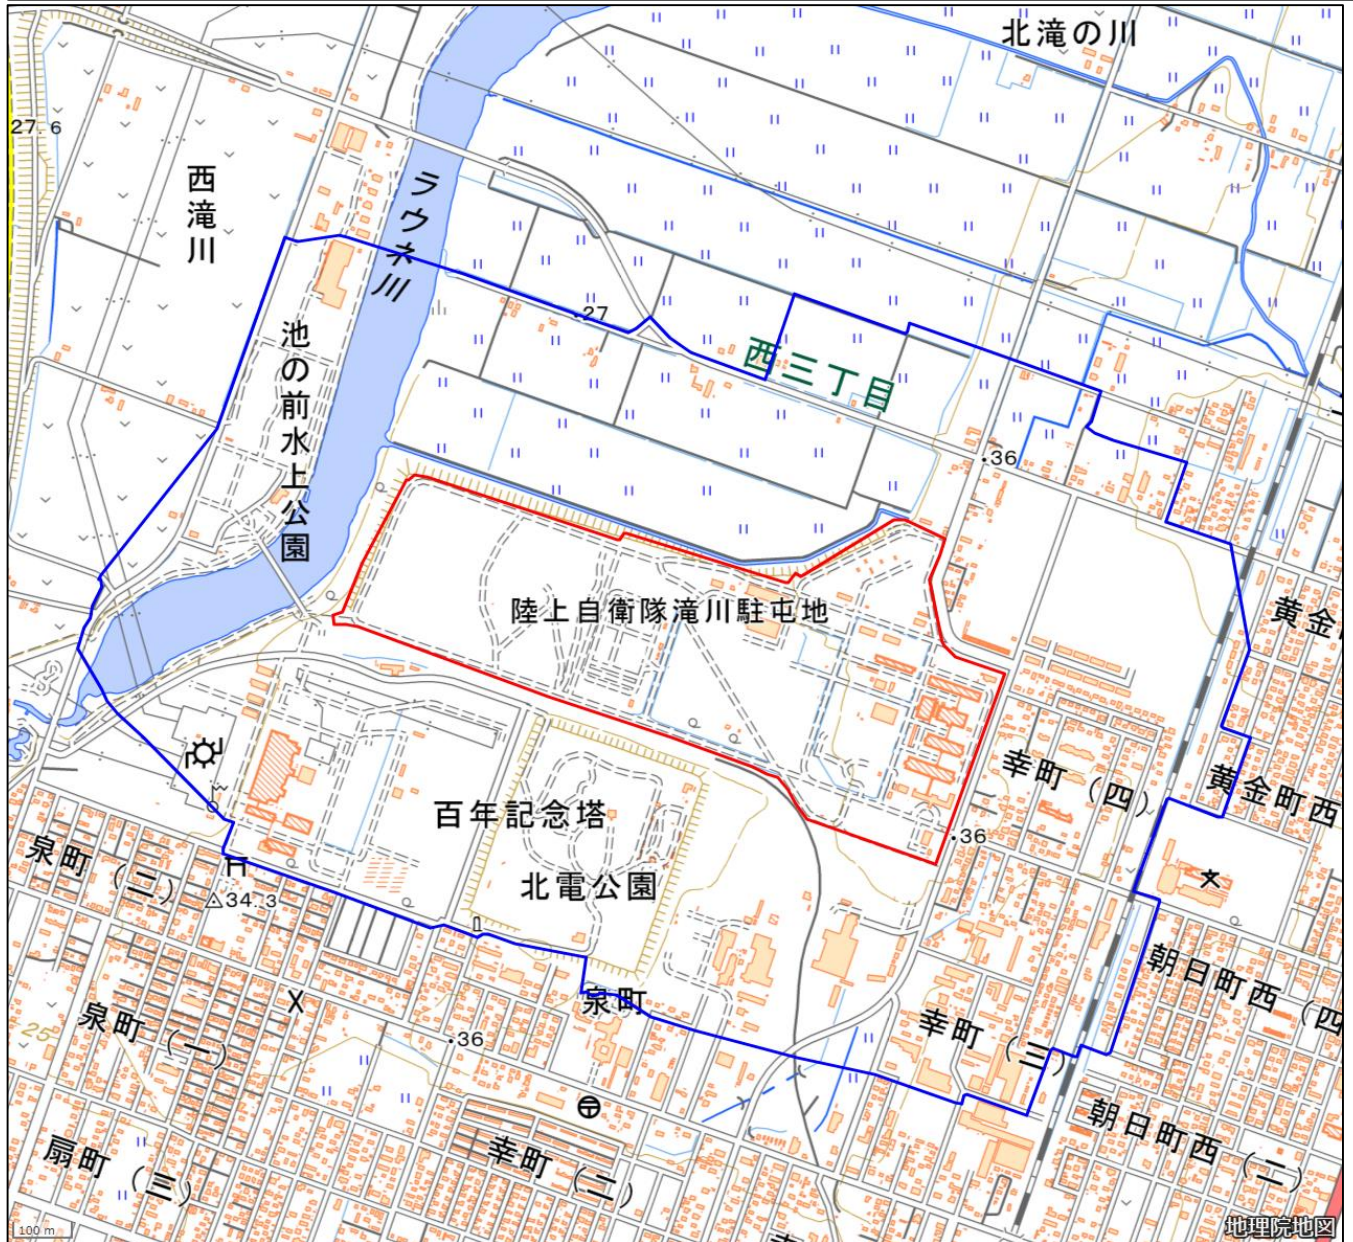 北滝の川
27.6
西滝川
ラウネ川
池の前水上公園
27
西三丁目
36
陸上自衛隊滝川駐屯地
黄金
幸町(四)
黄金町西
百年記念塔
36
泉町(二)
北電公園
34.3
朝日町西(四
泉町
泉町(一)
25
36
幸町(三)
朝日町西(二)
扇町(三)
幸町(二)
100 m
地理院地図